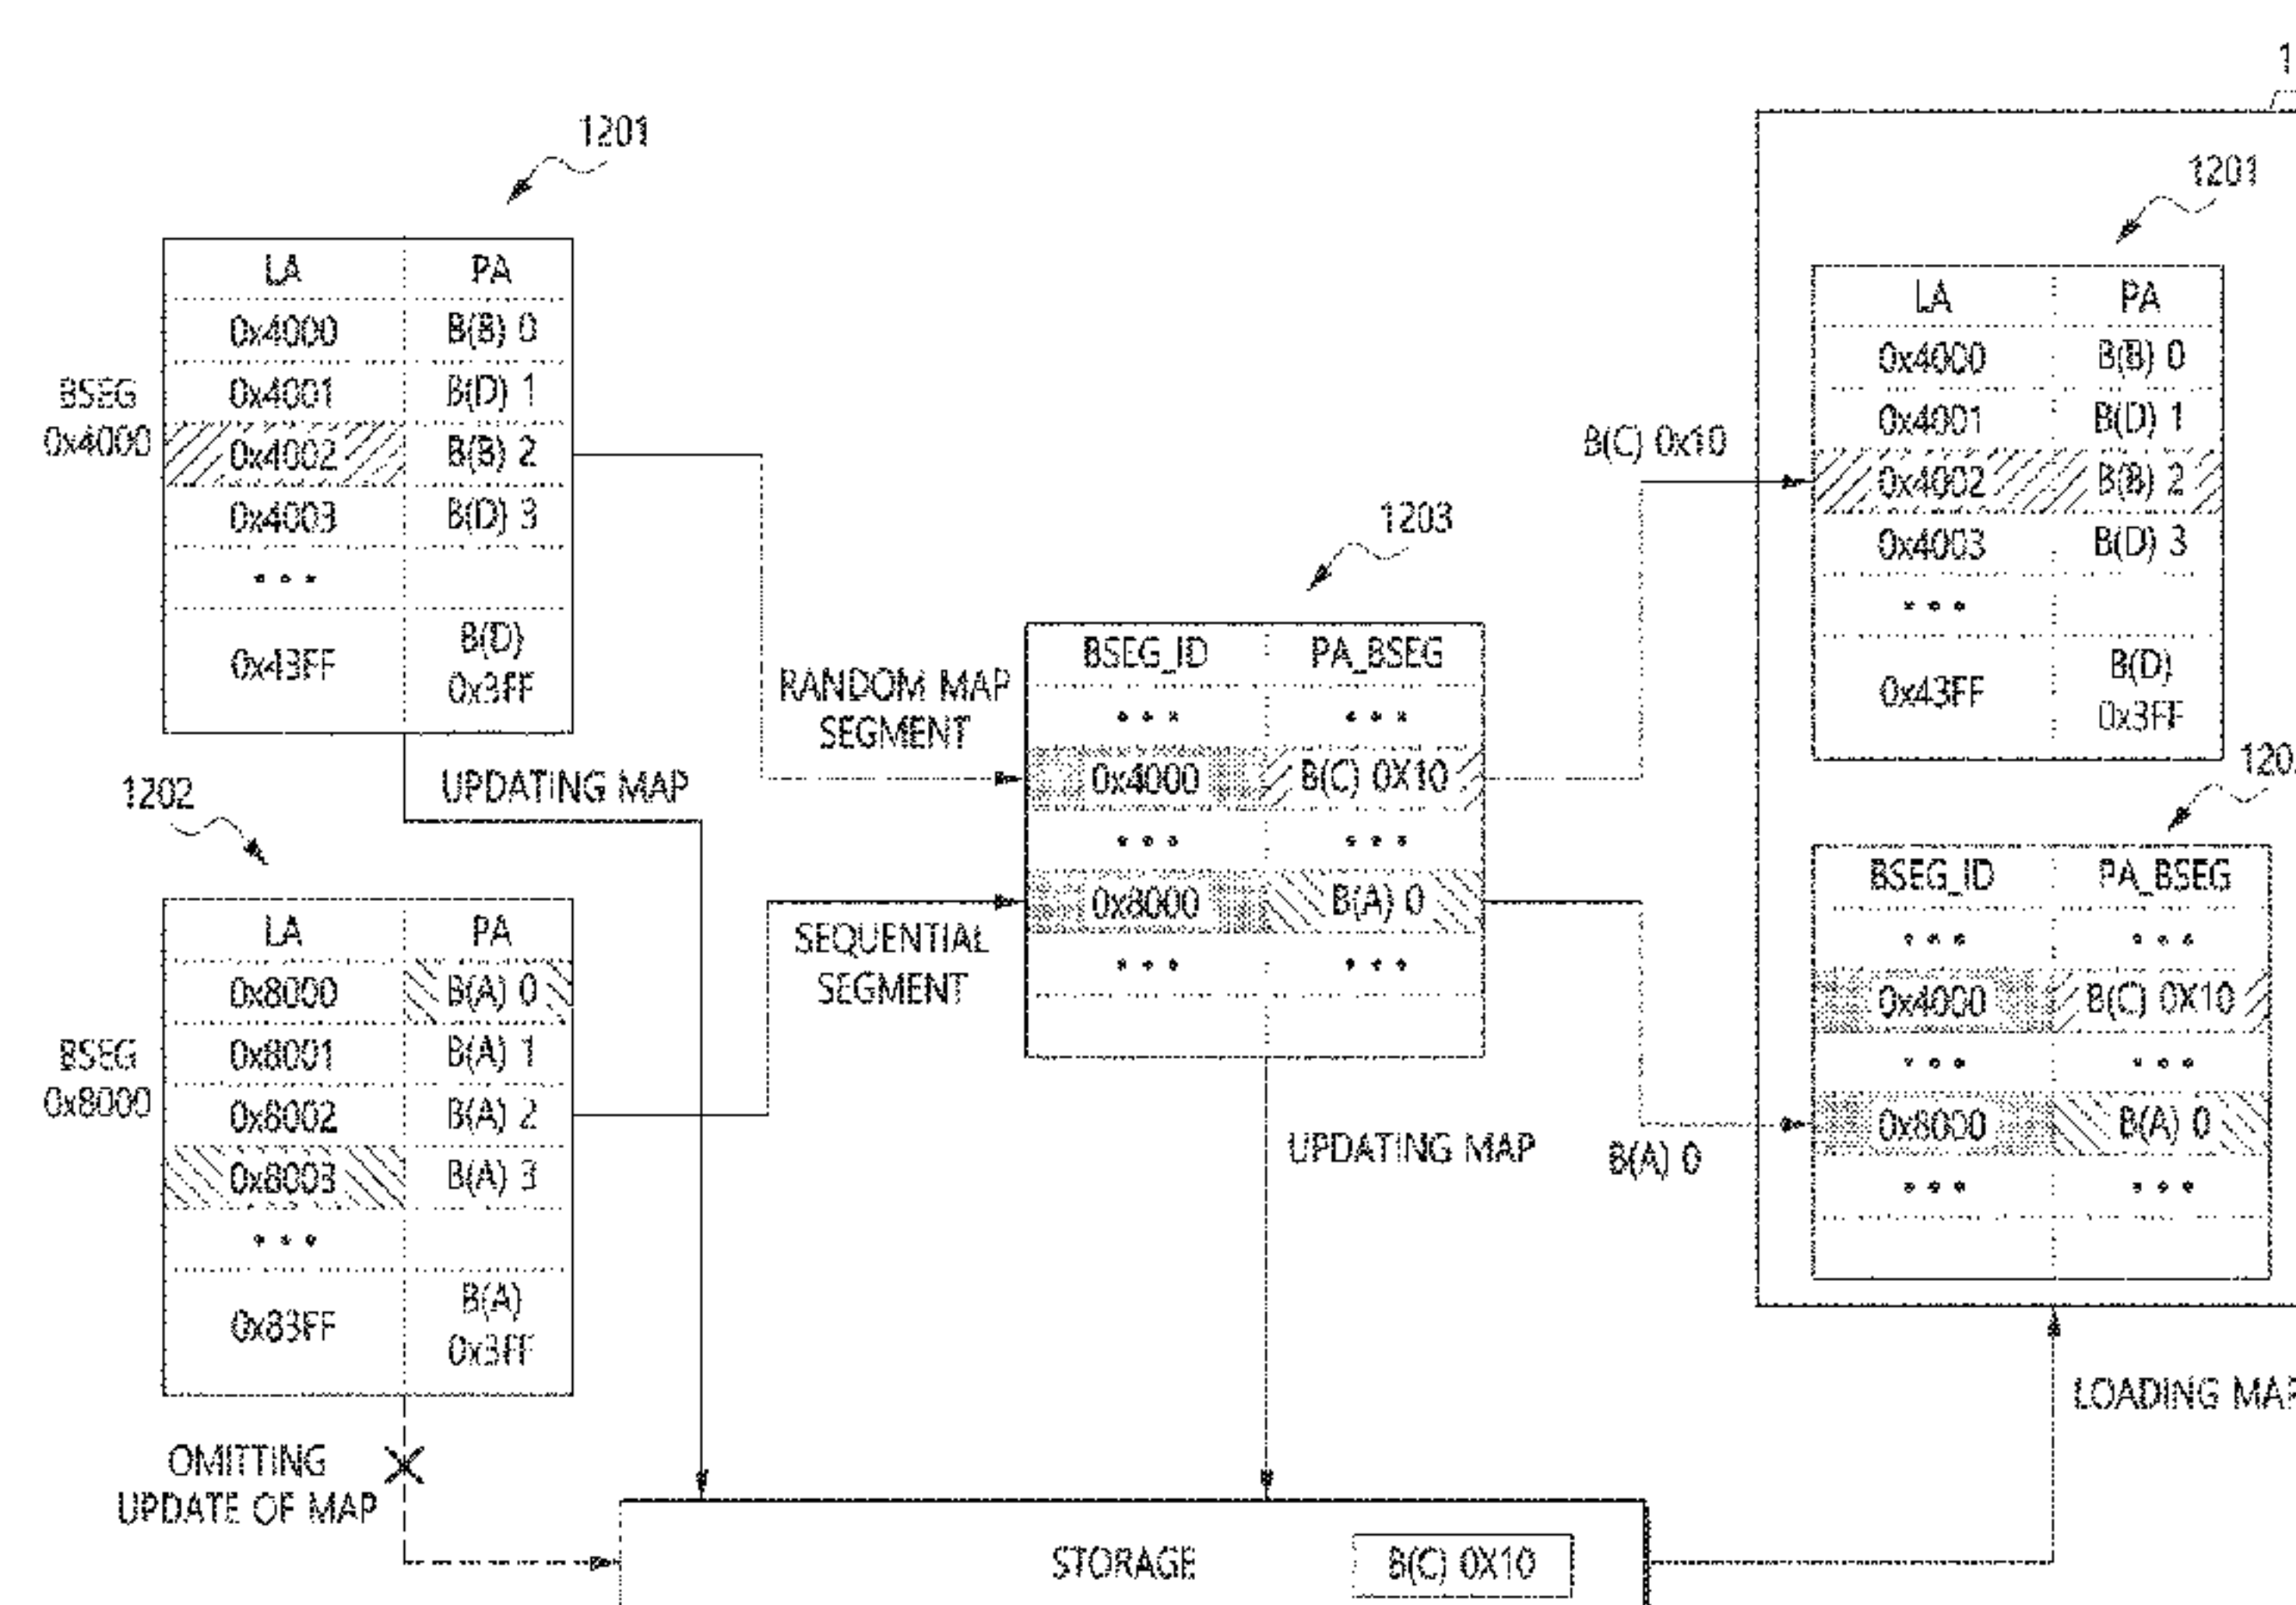 1201
LA PA
0x4000 B(B) 0
0x4001 B(D) 1
0x4002 B(B) 2
0x4003 B(D) 3
• • •
0x43FF B(D)
0x3FF
BSEG
0x4000
UPDATING MAP
1202
LA PA
0x8000 B(A) 0
0x8001 B(A) 1
0x8002 B(A) 2
0x8003 B(A) 3
• • •
0x83FF B(A)
0x3FF
BSEG
0x8000
OMITTING
UPDATE OF MAP
RANDOM MAP
SEGMENT
SEQUENTIAL
SEGMENT
1203
BSEG_ID PA_BSEG
• • • • • •
0x4000 B(C) 0X10
• • • • • •
0x8000 B(A) 0
• • • • • •
UPDATING MAP
B(C) 0x10
B(A) 0
1201
LA PA
0x4000 B(B) 0
0x4001 B(D) 1
0x4002 B(B) 2
0x4003 B(D) 3
• • •
0x43FF B(D)
0x3FF
BSEG_ID PA_BSEG
• • • • • •
0x4000 B(C) 0X10
• • • • • •
0x8000 B(A) 0
• • • • • •
LOADING MAP
STORAGE B(C) 0X10